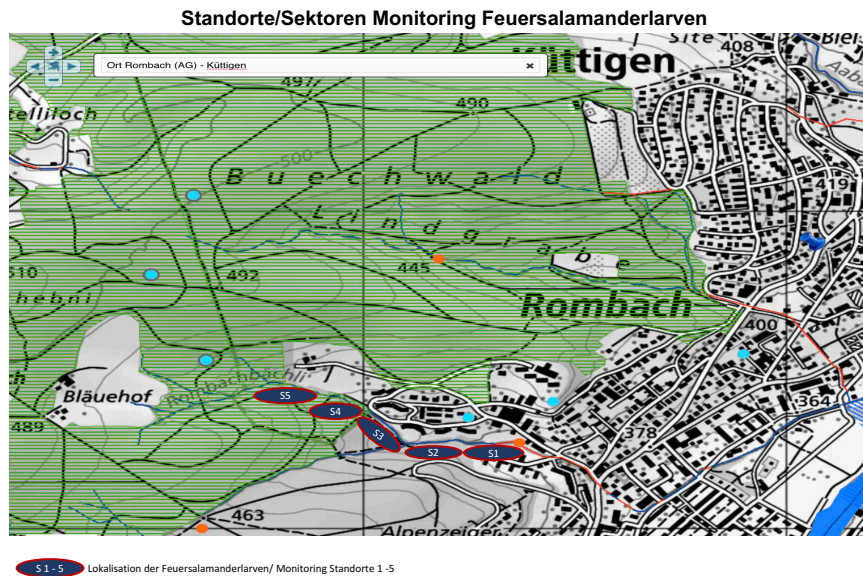 Standorte/Sektoren Monitoring Feuersalamanderlarven
Ort Rombach (AG) - Küttigen
×
Küttigen
408
497
490
500
Buechwald
419
Lindgrabe
445
492
510
Rombach
400
Rombachbächli
Bläuehof
S5
S4
S3
S2
S1
364
378
489
463
Alpenzeiger
S 1 - 5 Lokalisation der Feuersalamanderlarven/ Monitoring Standorte 1 -5